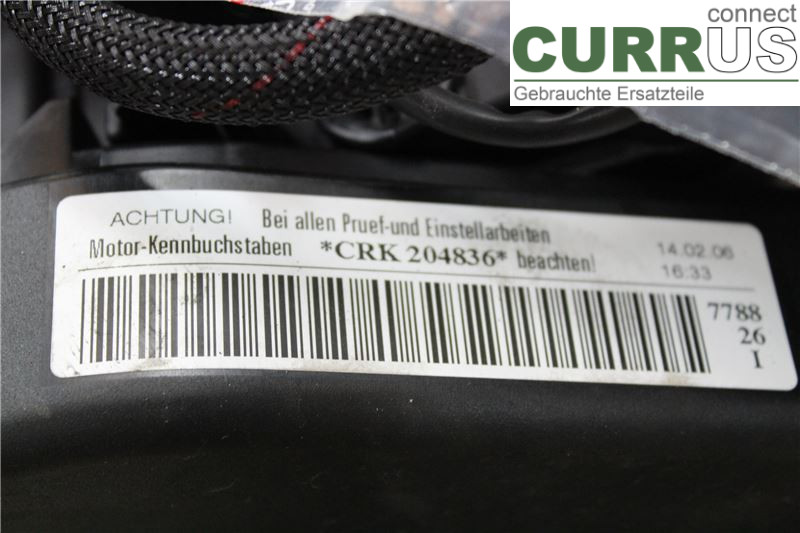 connect
CURRUS
Gebrauchte Ersatzteile
ACHTUNG! Bei allen Pruef-und Einstellarbeiten
Motor-Kennbuchstaben *CRK 204836* beachten!
14.02.06
16:33
7788
26
I